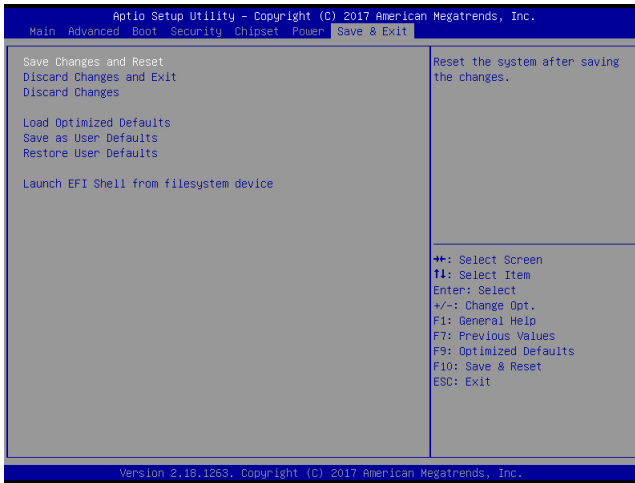 Aptio Setup Utility – Copyright (C) 2017 American Megatrends, Inc.
Main Advanced Boot Security Chipset Power Save & Exit
Save Changes and Reset
Discard Changes and Exit
Discard Changes
Load Optimized Defaults
Save as User Defaults
Restore User Defaults
Launch EFI Shell from filesystem device
Reset the system after saving
the changes.
→←: Select Screen
↑↓: Select Item
Enter: Select
+/-: Change Opt.
F1: General Help
F7: Previous Values
F9: Optimized Defaults
F10: Save & Reset
ESC: Exit
Version 2.18.1263. Copyright (C) 2017 American Megatrends, Inc.